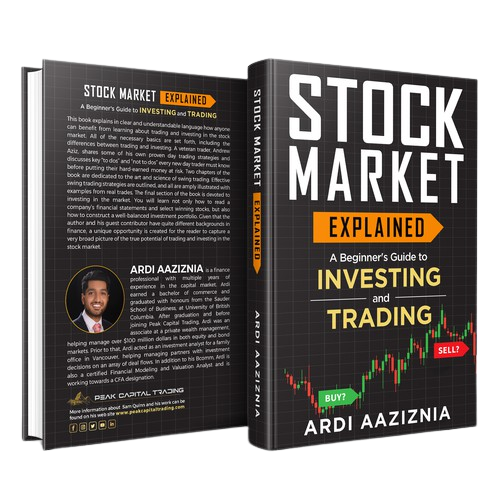 STOCK MARKET EXPLAINED
A Beginner's Guide to INVESTING and TRADING
This book explains in clear and understandable language how anyone
can benefit from learning about trading and investing in the stock
market. All of the necessary basics are set forth, including the
differences between trading and investing. A veteran trader, Andrew
Aziz, shares some of his own proven day trading strategies and
discusses key "to dos" and "not to dos" every new day trader must know
before putting their hard-earned money at risk. Two chapters of the
book are dedicated to the art and science of swing trading. Effective
swing trading strategies are outlined, and all are amply illustrated with
examples from real trades. The final section of the book is devoted to
investing in the market. You will learn not only how to read a
company's financial statements and select winning stocks, but also
how to construct a well-balanced investment portfolio. Given that the
author and his guest contributor have quite different backgrounds in
finance, a unique opportunity is created for the reader to capture a
very broad picture of the true potential of trading and investing in the
stock market.
ARDI AAZIZNIA is a finance
professional with multiple years of
experience in the capital market. Ardi
earned a bachelor of commerce and
graduated with honours from the Sauder
School of Business, at University of British
Columbia. After graduation and before
joining Peak Capital Trading, Ardi was an
associate at a private wealth management,
helping manage over $100 million dollars in both equity and bond
markets. Prior to that, Ardi acted as an investment analyst for a family
office in Vancouver, helping managing partners with investment
decisions on an array of deal flows. In addition to his Bcomm, Ardi is
also a certified Financial Modeling and Valuation Analyst and is
working towards a CFA designation.
PEAK CAPITAL TRADING
More information about Sam Quinn and his work can be
found on his web site www.peakcapitaltrading.com
STOCK MARKET EXPLAINED
ARDI AAZIZNIA
STOCK
MARKET
EXPLAINED
A Beginner's Guide to
INVESTING
and
TRADING
SELL?
BUY?
ARDI AAZIZNIA